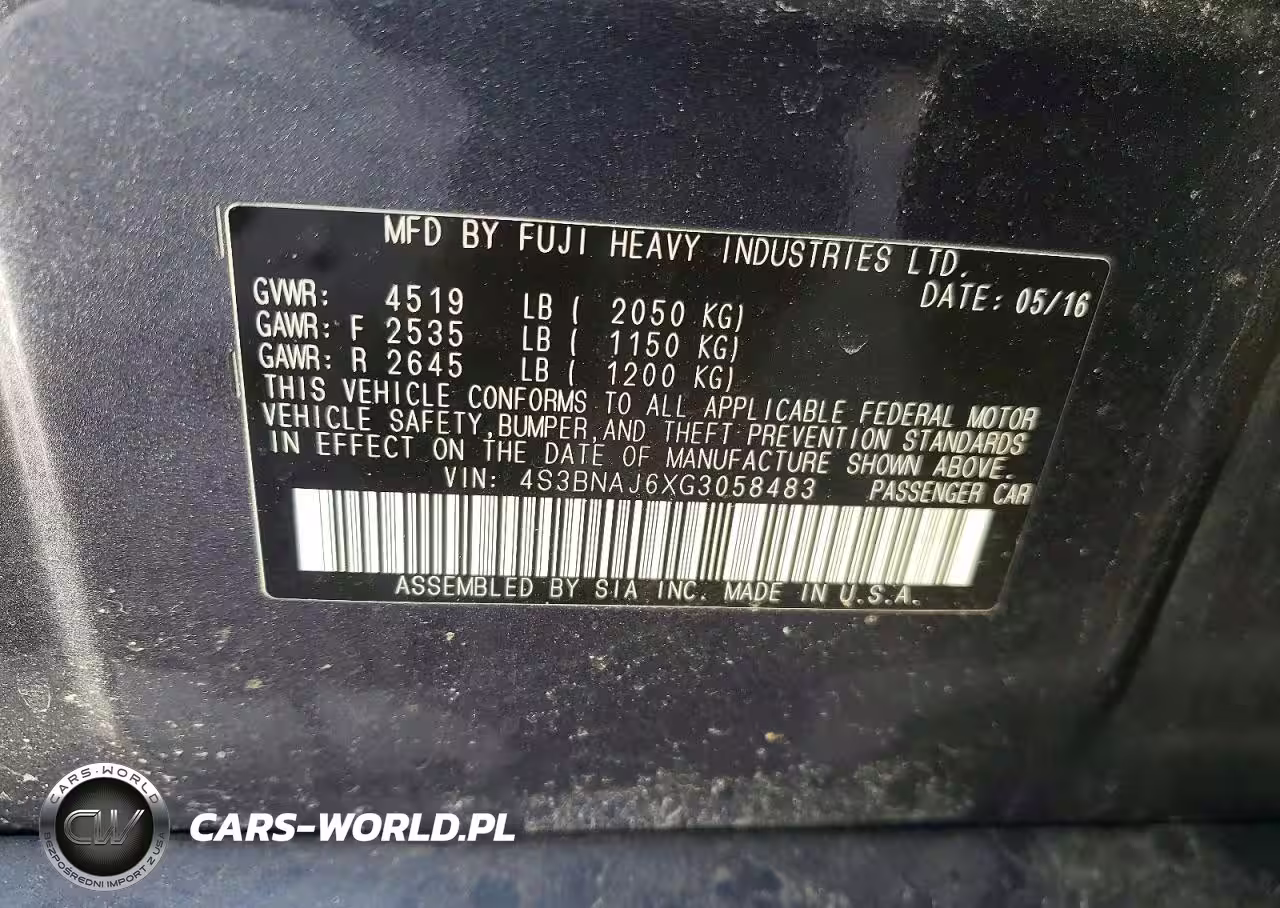 MFD BY FUJI HEAVY INDUSTRIES LTD.
DATE: 05/16
GVWR: 4519 LB ( 2050 KG)
GAWR: F 2535 LB ( 1150 KG)
GAWR: R 2645 LB ( 1200 KG)
THIS VEHICLE CONFORMS TO ALL APPLICABLE FEDERAL MOTOR
VEHICLE SAFETY, BUMPER, AND THEFT PREVENTION STANDARDS
IN EFFECT ON THE DATE OF MANUFACTURE SHOWN ABOVE.
VIN: 4S3BNAJ6XG3058483 PASSENGER CAR
ASSEMBLED BY SIA INC. MADE IN U.S.A.
CARS-WORLD
CW
BEZPOŚREDNI IMPORT Z USA
CARS-WORLD.PL